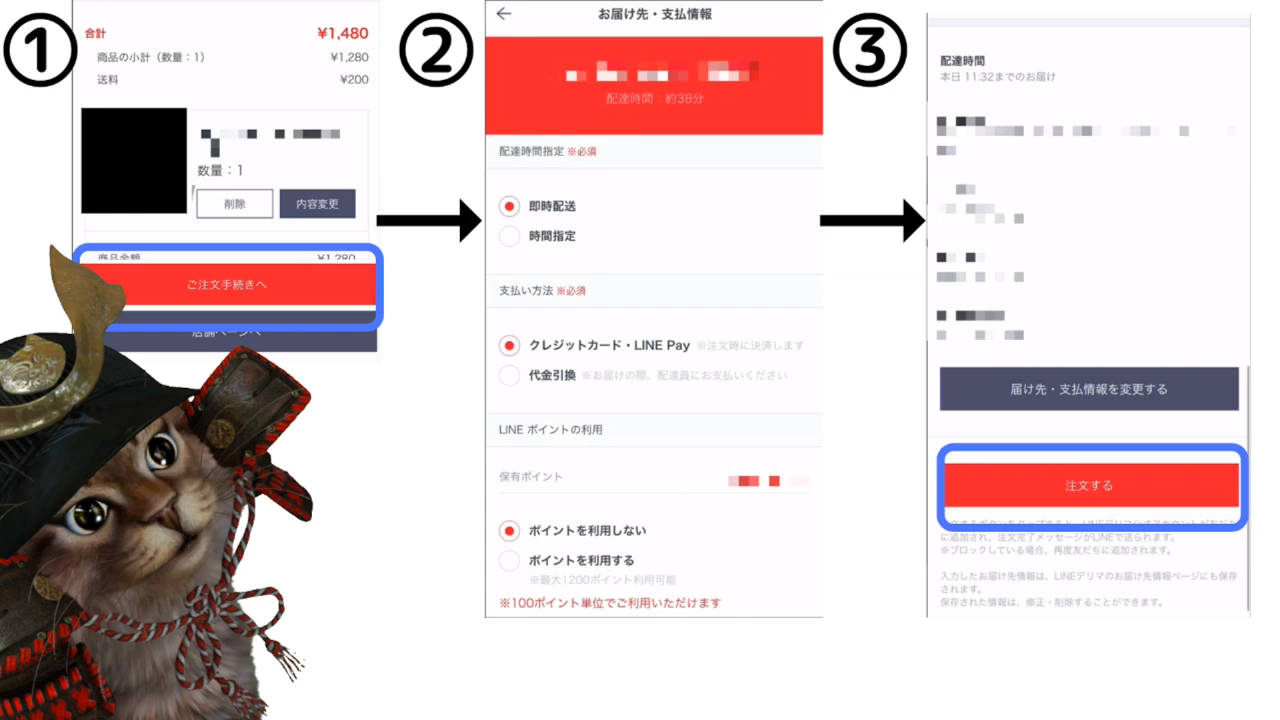 ①
合計 ¥1,480
商品の小計（数量：1） ¥1,280
送料 ¥200
数量：1
削除 内容変更
商品金額 ¥1,280
ご注文手続きへ
店舗ページへ
②
お届け先・支払情報
配達時間：約38分
配達時間指定 ※必須
即時配送
時間指定
支払い方法 ※必須
クレジットカード・LINE Pay ※注文時に決済します
代金引換 ※お届けの際、配達員にお支払いください
LINE ポイントの利用
保有ポイント
ポイントを利用しない
ポイントを利用する
※最大1200ポイント利用可能
※100ポイント単位でご利用いただけます
③
配達時間
本日 11:32までのお届け
届け先・支払情報を変更する
注文する
に追加され、注文完了メッセージがLINEで送られます。
※ブロックしている場合、再度友だちに追加されます。
入力したお届け先情報は、LINEデリマのお届け先情報ページにも保存
されます。
保存された情報は、修正・削除することができます。